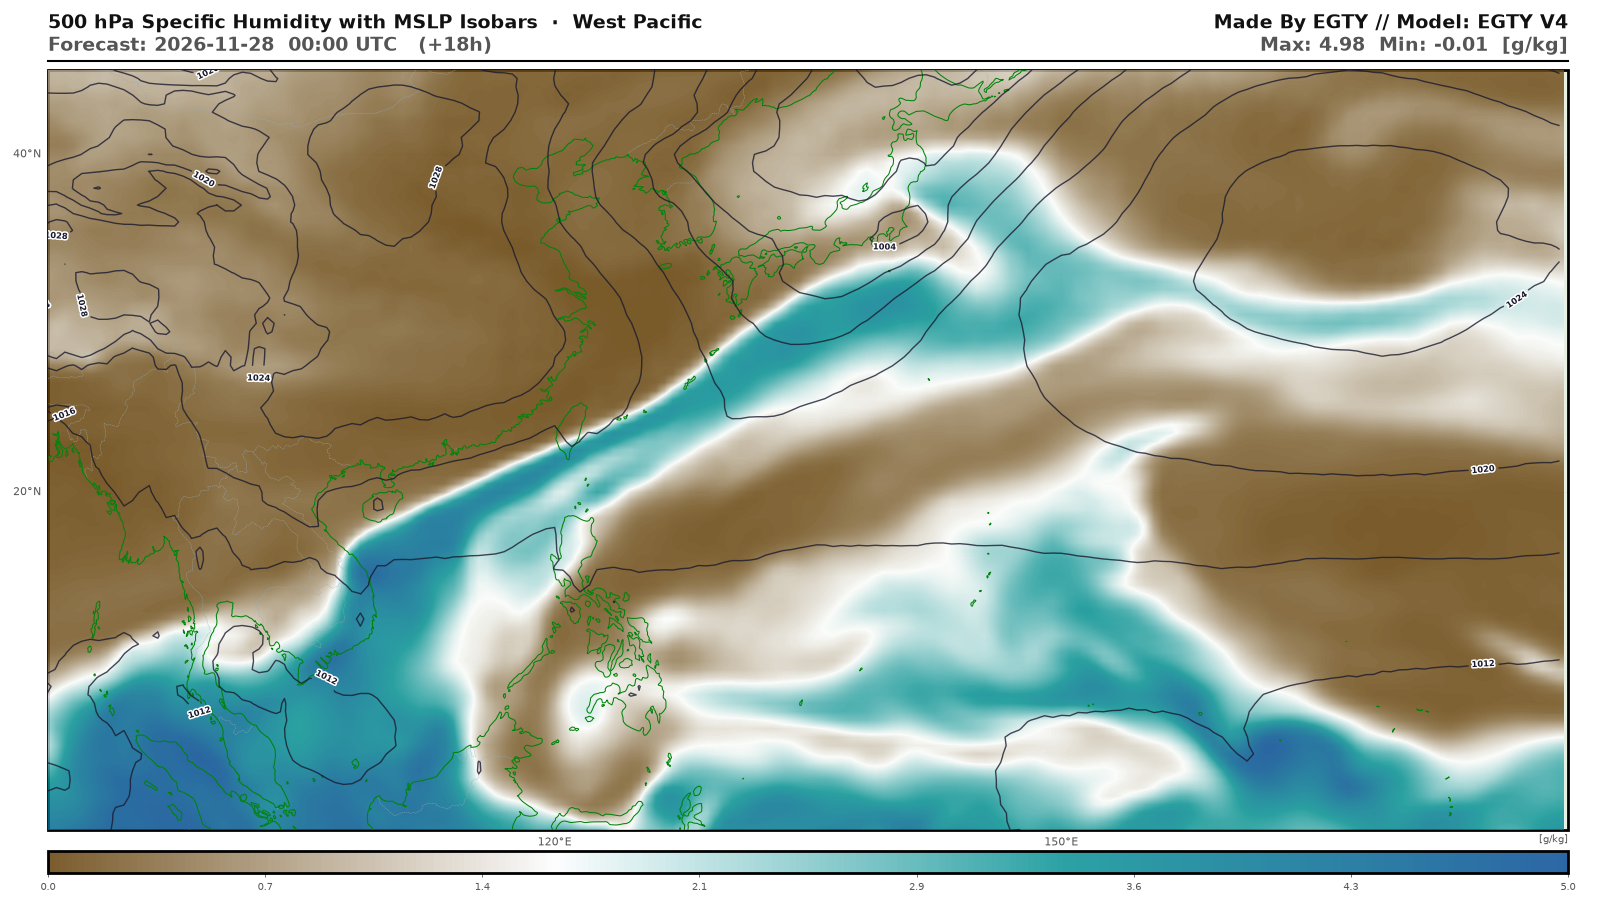 500 hPa Specific Humidity with MSLP Isobars · West Pacific
Made By EGTY // Model: EGTY V4
Forecast: 2026-11-28 00:00 UTC (+18h)
Max: 4.98 Min: -0.01 [g/kg]
40°N
1028
1020
1028
1004
1028
1024
1024
1016
1020
20°N
1012
1012
1012
120°E
150°E
[g/kg]
0.0
0.7
1.4
2.1
2.9
3.6
4.3
5.0